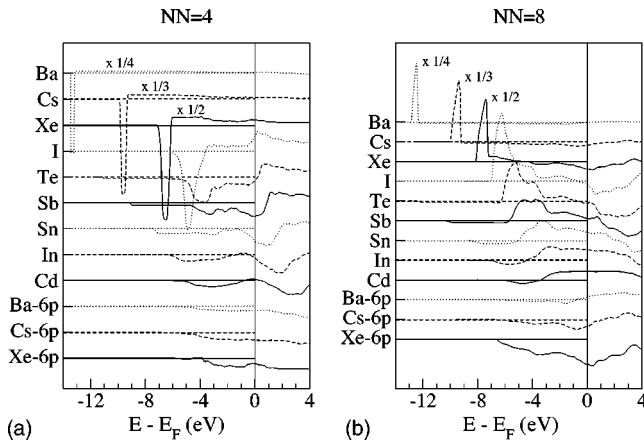 NN=4
x 1/4
x 1/3
x 1/2
Ba
Cs
Xe
I
Te
Sb
Sn
In
Cd
Ba-6p
Cs-6p
Xe-6p
-12
-8
-4
0
4
E - E_F (eV)
(a)
NN=8
x 1/4
x 1/3
x 1/2
Ba
Cs
Xe
I
Te
Sb
Sn
In
Cd
Ba-6p
Cs-6p
Xe-6p
-12
-8
-4
0
4
E - E_F (eV)
(b)